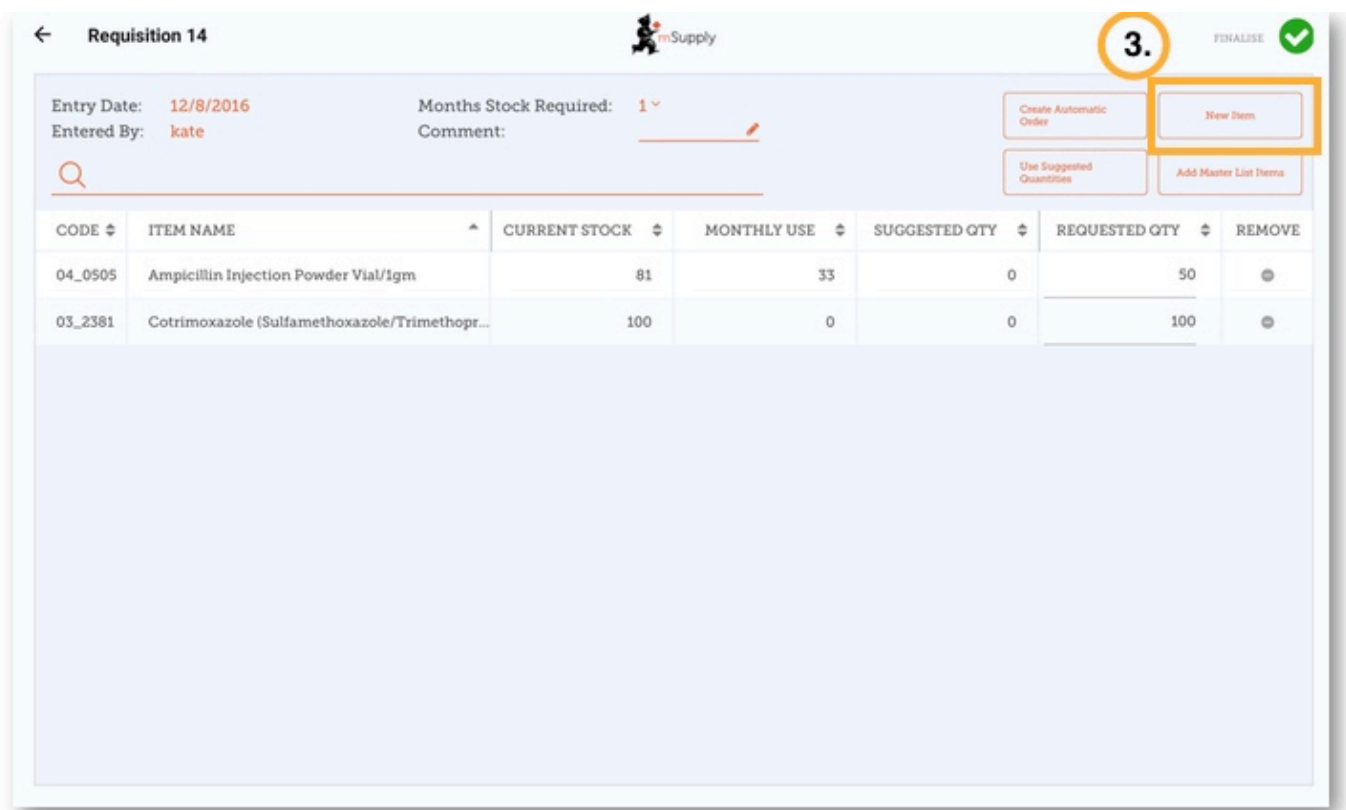 Requisition 14
mSupply
3.
FINALISE
Entry Date: 12/8/2016
Months Stock Required: 1
Entered By: kate
Comment:
Create Automatic
Order
New Item
Use Suggested
Quantities
Add Master List Items
CODE ITEM NAME CURRENT STOCK MONTHLY USE SUGGESTED QTY REQUESTED QTY REMOVE
04_0505 Ampicillin Injection Powder Vial/1gm 81 33 0 50
03_2381 Cotrimoxazole (Sulfamethoxazole/Trimethopr... 100 0 0 100